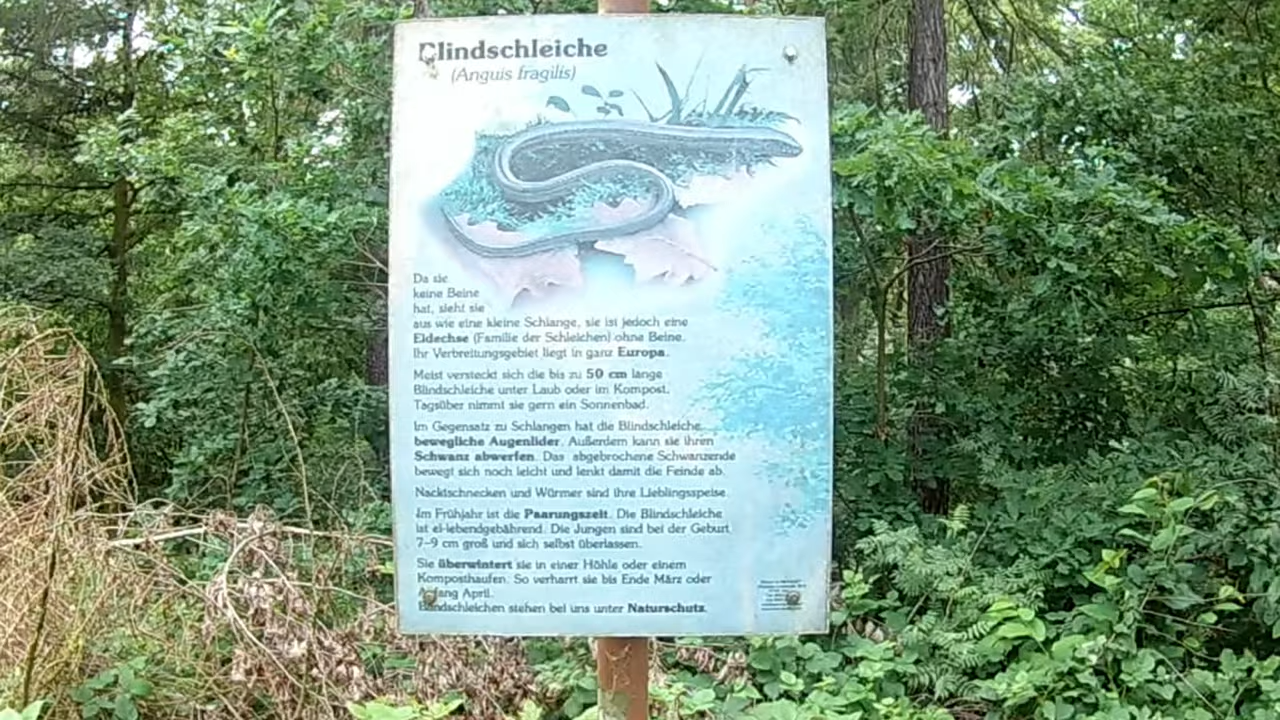 Blindschleiche
(Anguis fragilis)
Da sie
keine Beine
hat, sieht sie
aus wie eine kleine Schlange, sie ist jedoch eine
Eidechse (Familie der Schleichen) ohne Beine.
Ihr Verbreitungsgebiet liegt in ganz Europa.
Meist versteckt sich die bis zu 50 cm lange
Blindschleiche unter Laub oder im Kompost.
Tagsüber nimmt sie gern ein Sonnenbad.
Im Gegensatz zu Schlangen hat die Blindschleiche
bewegliche Augenlider. Außerdem kann sie ihren
Schwanz abwerfen. Das abgebrochene Schwanzende
bewegt sich noch leicht und lenkt damit die Feinde ab.
Nacktschnecken und Würmer sind ihre Lieblingsspeise.
Im Frühjahr ist die Paarungszeit. Die Blindschleiche
ist ei-lebendgebährend. Die Jungen sind bei der Geburt
7-9 cm groß und sich selbst überlassen.
Sie überwintert sie in einer Höhle oder einem
Komposthaufen. So verharrt sie bis Ende März oder
Anfang April.
Blindschleichen stehen bei uns unter Naturschutz.